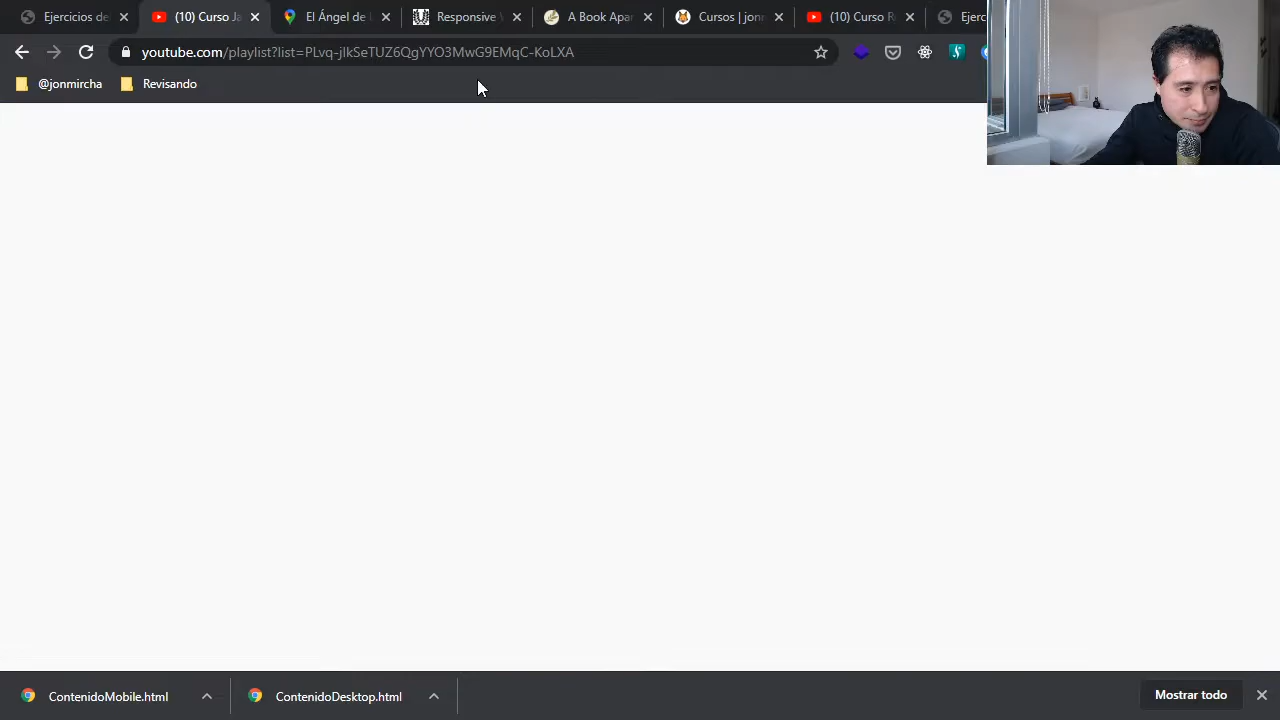 Ejercicios de
(10) Curso Ja
El Ángel de
Responsive
A Book Apar
Cursos | jon
(10) Curso R
Ejerc
youtube.com/playlist?list=PLvq-jIkSeTUZ6QgYYO3MwG9EMqC-KoLXA
@jonmircha
Revisando
ContenidoMobile.html
ContenidoDesktop.html
Mostrar todo